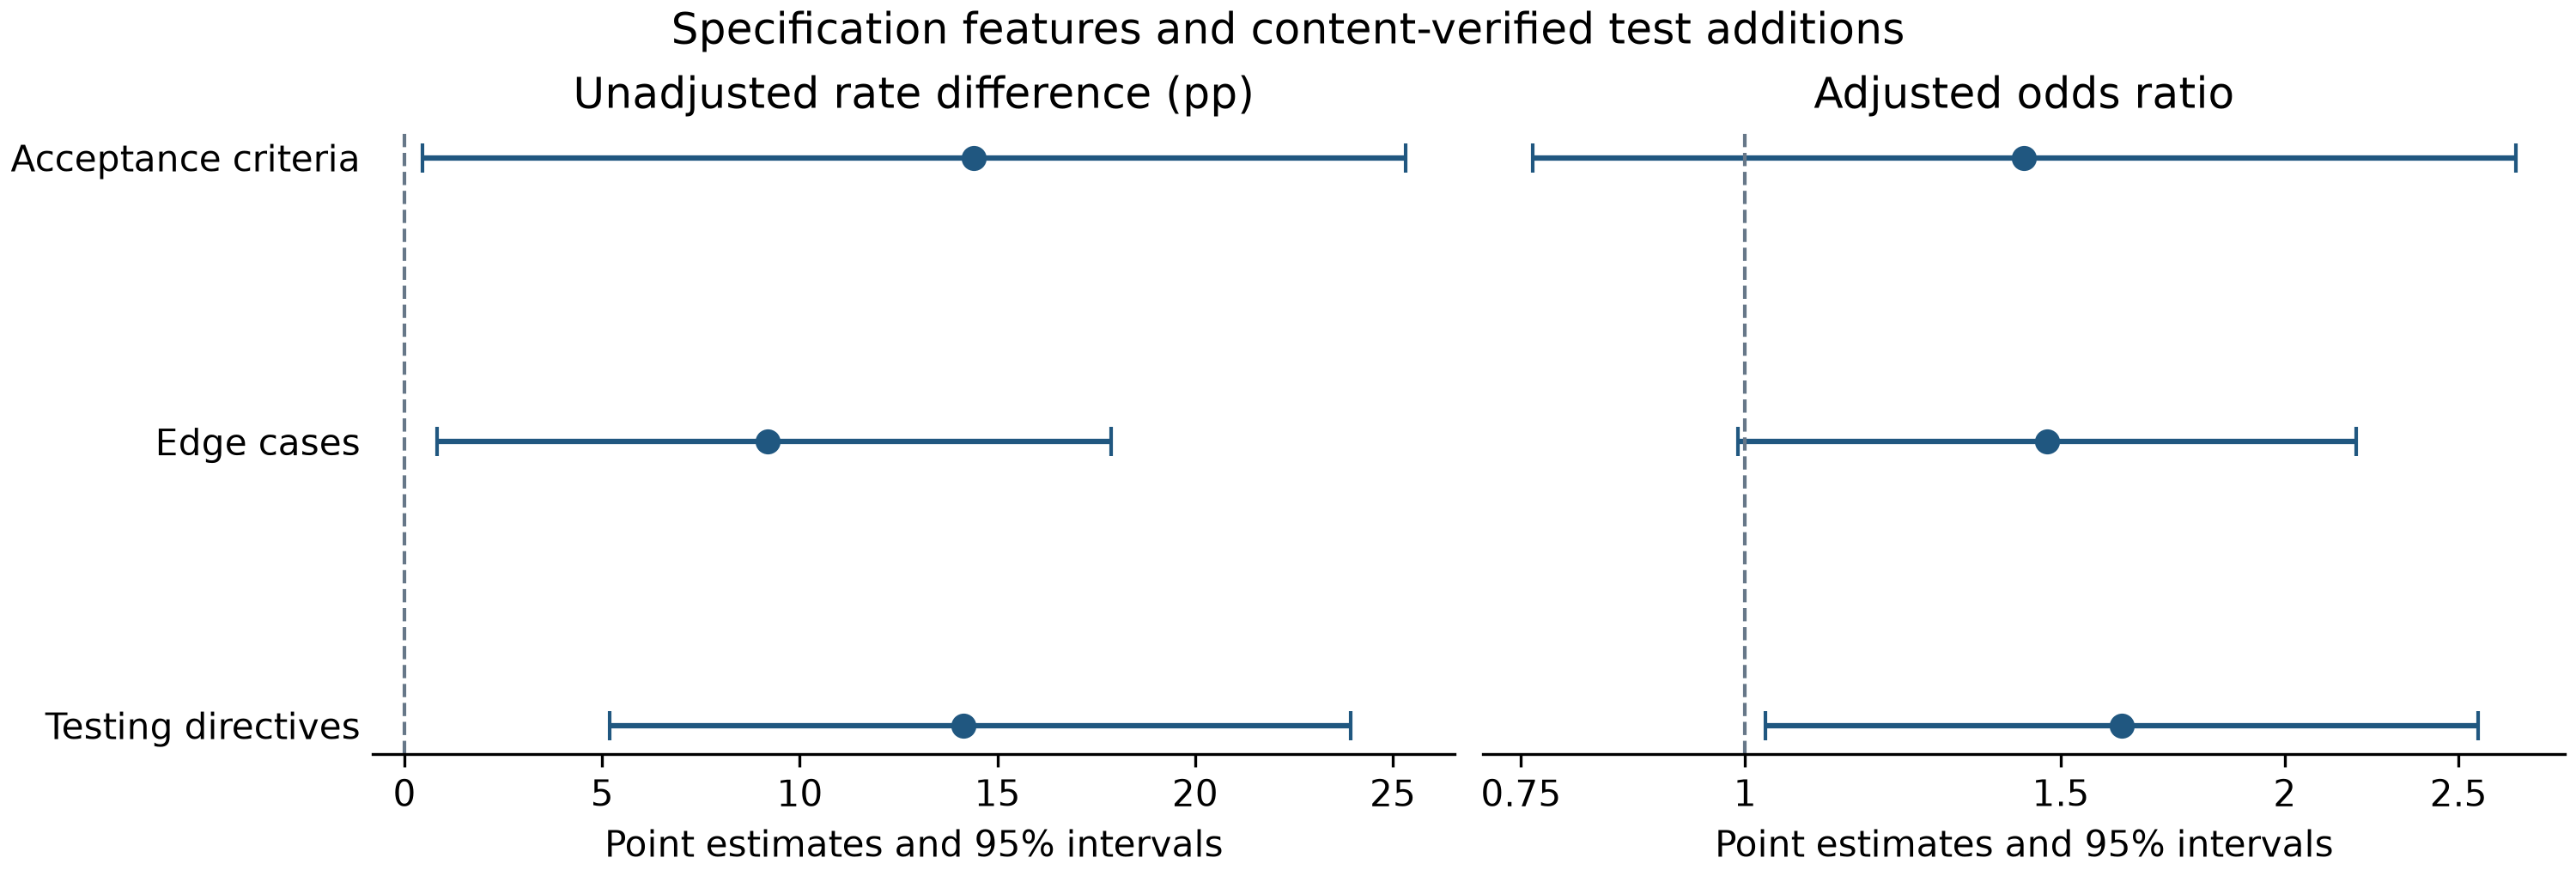 Specification features and content-verified test additions
Unadjusted rate difference (pp)
Adjusted odds ratio
Acceptance criteria
Edge cases
Testing directives
0 5 10 15 20 25
0.75 1 1.5 2 2.5
Point estimates and 95% intervals
Point estimates and 95% intervals